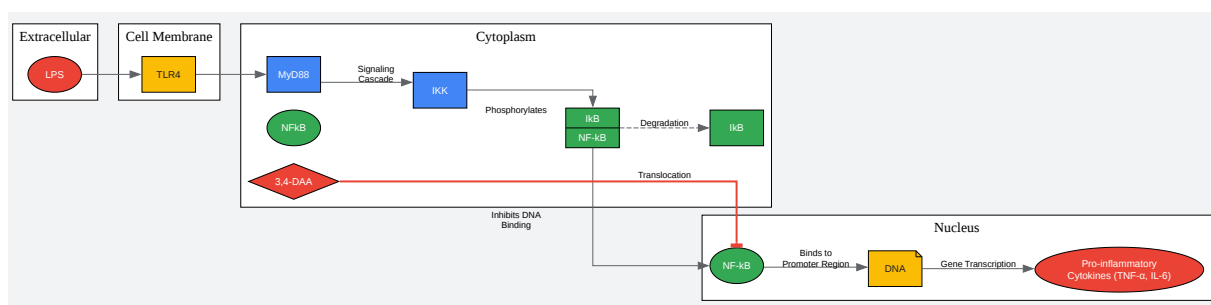 Extracellular
Cell Membrane
Cytoplasm
LPS
TLR4
MyD88
Signaling
Cascade
IKK
Phosphorylates
IkB
NF-kB
Degradation
IkB
NFkB
3,4-DAA
Translocation
Inhibits DNA
Binding
Nucleus
NF-kB
Binds to
Promoter Region
DNA
Gene Transcription
Pro-inflammatory
Cytokines (TNF-α, IL-6)